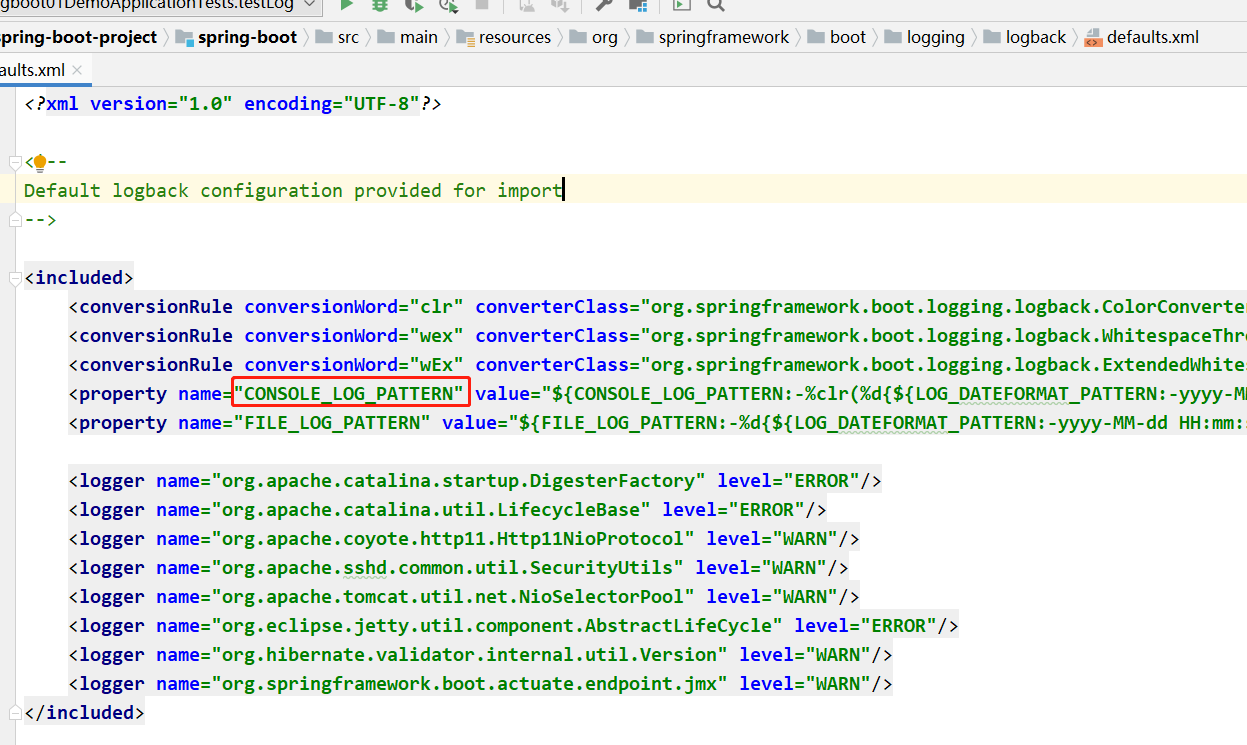 gboot01DemoApplicationTests.testLog
spring-boot-project spring-boot src main resources org springframework boot logging logback defaults.xml
aults.xml
<?xml version="1.0" encoding="UTF-8"?>
<!--
Default logback configuration provided for import
-->
<included>
<conversionRule conversionWord="clr" converterClass="org.springframework.boot.logging.logback.ColorConverte
<conversionRule conversionWord="wex" converterClass="org.springframework.boot.logging.logback.WhitespaceThr
<conversionRule conversionWord="wEx" converterClass="org.springframework.boot.logging.logback.ExtendedWhite
<property name="CONSOLE_LOG_PATTERN" value="${CONSOLE_LOG_PATTERN:-%clr(%d{${LOG_DATEFORMAT_PATTERN:-yyyy-M
<property name="FILE_LOG_PATTERN" value="${FILE_LOG_PATTERN:-%d{${LOG_DATEFORMAT_PATTERN:-yyyy-MM-dd HH:mm:
<logger name="org.apache.catalina.startup.DigesterFactory" level="ERROR"/>
<logger name="org.apache.catalina.util.LifecycleBase" level="ERROR"/>
<logger name="org.apache.coyote.http11.Http11NioProtocol" level="WARN"/>
<logger name="org.apache.sshd.common.util.SecurityUtils" level="WARN"/>
<logger name="org.apache.tomcat.util.net.NioSelectorPool" level="WARN"/>
<logger name="org.eclipse.jetty.util.component.AbstractLifeCycle" level="ERROR"/>
<logger name="org.hibernate.validator.internal.util.Version" level="WARN"/>
<logger name="org.springframework.boot.actuate.endpoint.jmx" level="WARN"/>
</included>